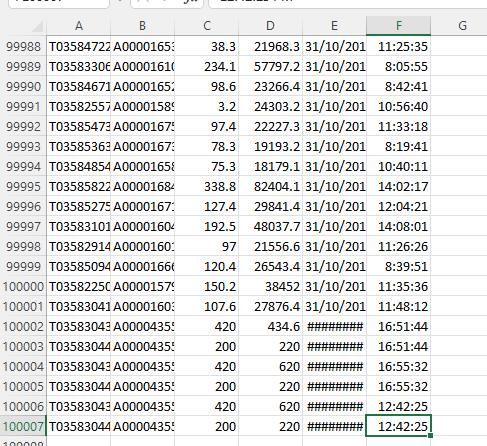 A B C D E F G
99988 T03584722 A00001653 38.3 21968.3 31/10/201 11:25:35
99989 T03583306 A00001610 234.1 57797.2 31/10/201 8:05:55
99990 T03584671 A00001652 98.6 23266.4 31/10/201 8:42:41
99991 T03582557 A00001589 3.2 24303.2 31/10/201 10:56:40
99992 T03585473 A00001675 97.4 22227.3 31/10/201 11:33:18
99993 T03585363 A00001673 78.3 19193.2 31/10/201 8:19:41
99994 T03584854 A00001658 75.3 18179.1 31/10/201 10:40:11
99995 T03585822 A00001684 338.8 82404.1 31/10/201 14:02:17
99996 T03585275 A00001671 127.4 29841.4 31/10/201 12:04:21
99997 T03583101 A00001604 192.5 48037.7 31/10/201 14:08:01
99998 T03582914 A00001601 97 21556.6 31/10/201 11:26:26
99999 T03585094 A00001666 120.4 26543.4 31/10/201 8:39:51
100000 T03582250 A00001579 150.2 38452 31/10/201 11:35:36
100001 T03583041 A00001603 107.6 27876.4 31/10/201 11:48:12
100002 T03583043 A00004355 420 434.6 ######## 16:51:44
100003 T03583044 A00004355 200 220 ######## 16:51:44
100004 T03583043 A00004355 420 620 ######## 16:55:32
100005 T03583044 A00004355 200 220 ######## 16:55:32
100006 T03583043 A00004355 420 620 ######## 12:42:25
100007 T03583044 A00004355 200 220 ######## 12:42:25